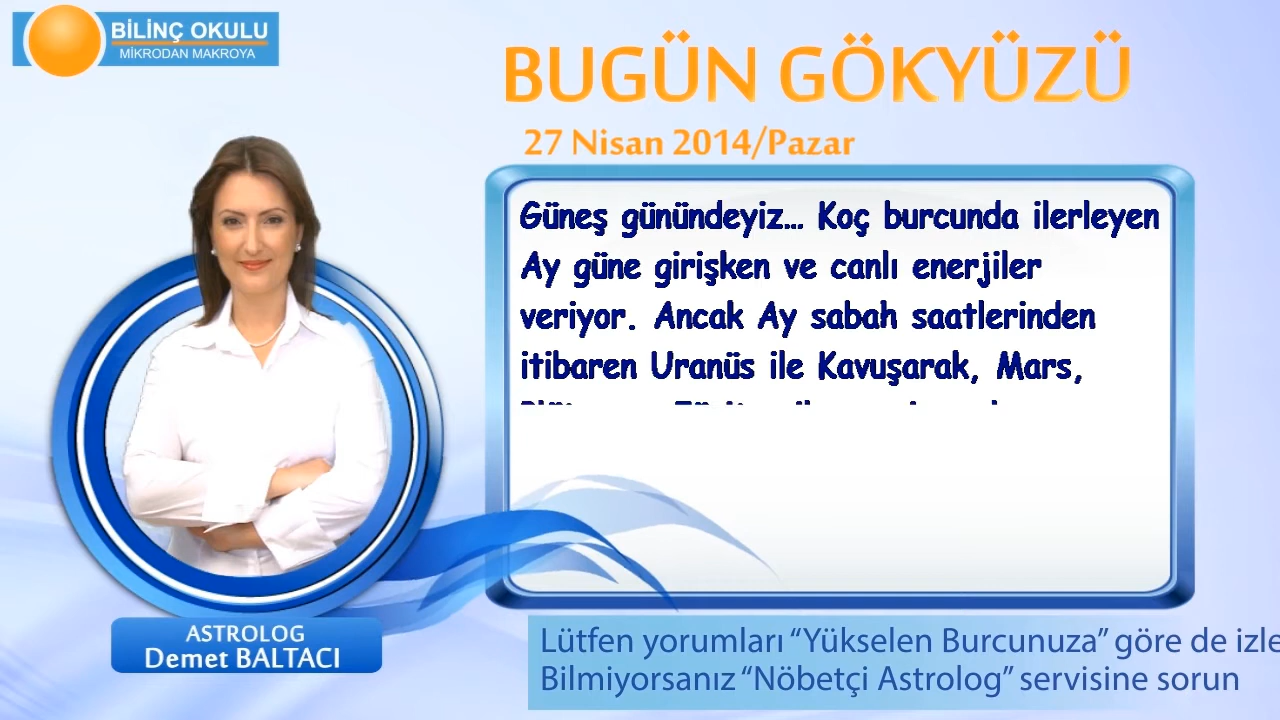 BİLİNÇ OKULU
MİKRODAN MAKROYA
BUGÜN GÖKYÜZÜ
27 Nisan 2014/Pazar
Güneş günündeyiz... Koç burcunda ilerleyen
Ay güne girişken ve canlı enerjiler
veriyor. Ancak Ay sabah saatlerinden
itibaren Uranüs ile Kavuşarak, Mars,
ASTROLOG
Demet BALTACI
Lütfen yorumları “Yükselen Burcunuza” göre de
Bilmiyorsanız “Nöbetçi Astrolog” servisine sorun